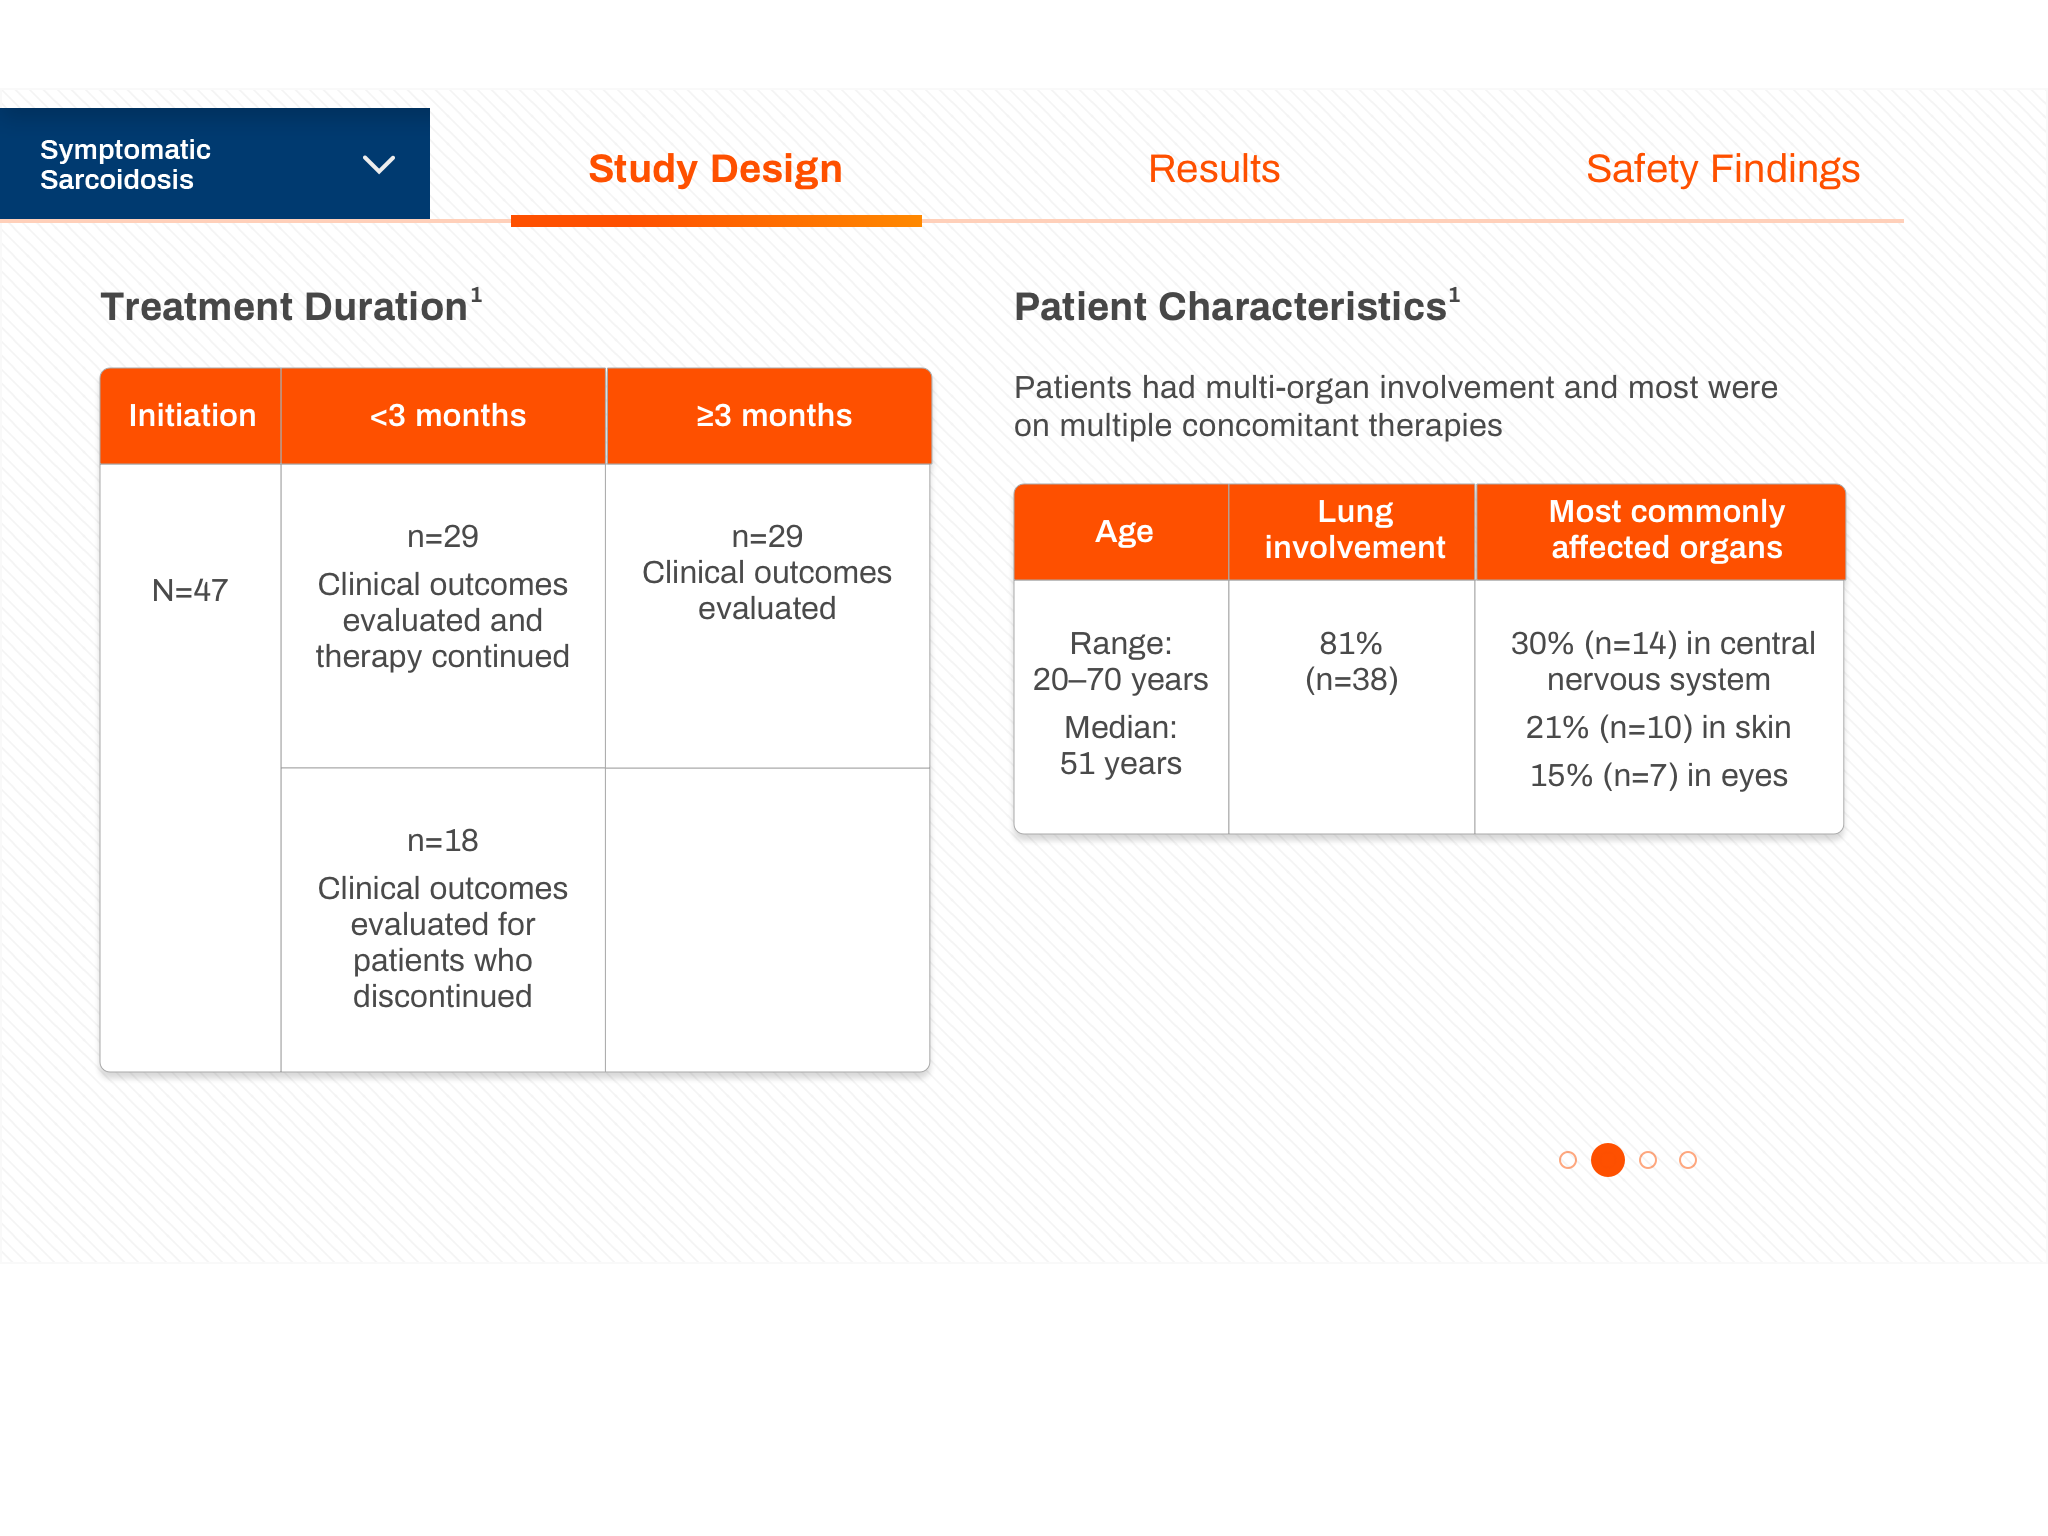 Symptomatic
Sarcoidosis
Study Design
Results
Safety Findings
Treatment Duration¹
Initiation
<3 months
≥3 months
N=47
n=29
Clinical outcomes
evaluated and
therapy continued
n=29
Clinical outcomes
evaluated
n=18
Clinical outcomes
evaluated for
patients who
discontinued
Patient Characteristics¹
Patients had multi-organ involvement and most were
on multiple concomitant therapies
Age
Lung
involvement
Most commonly
affected organs
Range:
20–70 years
Median:
51 years
81%
(n=38)
30% (n=14) in central
nervous system
21% (n=10) in skin
15% (n=7) in eyes